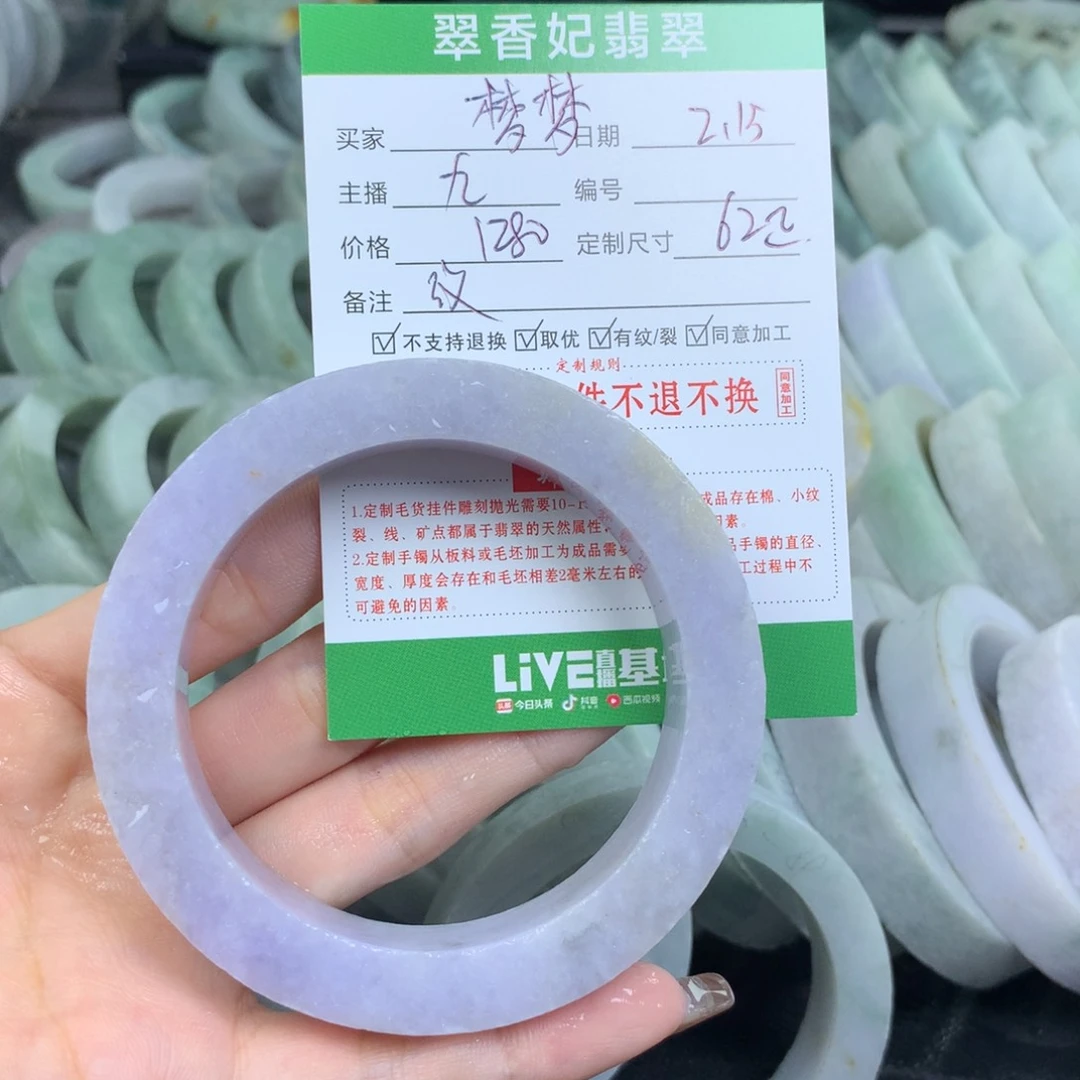 翠香妃翡翠
买家 梦梦 日期 2.15
主播 九 编号
价格 1280 定制尺寸 62
备注 纹
☑不支持退换 ☑取优 ☑有纹/裂 ☑同意加工
定制规则
件不退不换 同意加工
1.定制毛货挂件雕刻抛光需要10-1 成品存在棉、小纹
裂、线、矿点都属于翡翠的天然属性, 因素。
2.定制手镯从板料或毛坯加工为成品需 品手镯的直径、
宽度、厚度会存在和毛坯相差2毫米左右的 工过程中不
可避免的因素。
LiVE直播基
今日头条 抖音 西瓜视频